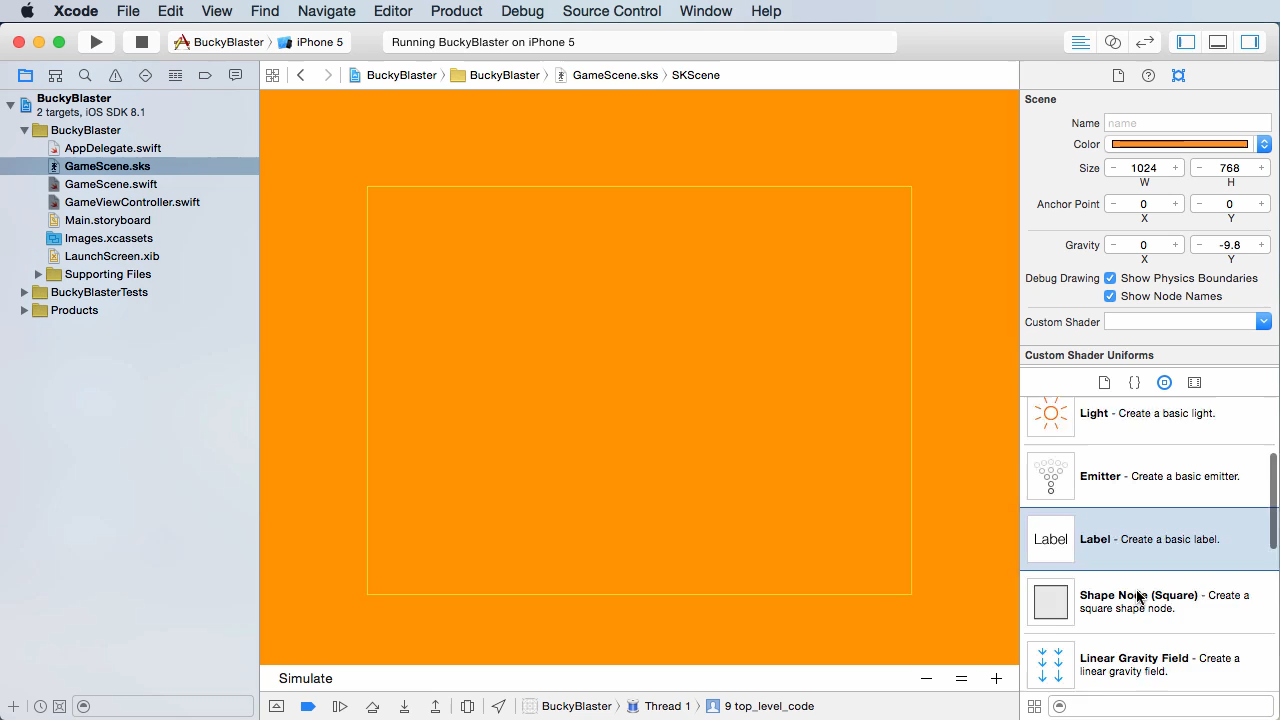 Xcode File Edit View Find Navigate Editor Product Debug Source Control Window Help
BuckyBlaster iPhone 5 Running BuckyBlaster on iPhone 5
BuckyBlaster BuckyBlaster GameScene.sks SKScene
BuckyBlaster
2 targets, iOS SDK 8.1
BuckyBlaster
AppDelegate.swift
GameScene.sks
GameScene.swift
GameViewController.swift
Main.storyboard
Images.xcassets
LaunchScreen.xib
Supporting Files
BuckyBlasterTests
Products
Scene
Name name
Color
Size 1024 768
W H
Anchor Point 0 0
X Y
Gravity 0 -9.8
X Y
Debug Drawing Show Physics Boundaries
Show Node Names
Custom Shader
Custom Shader Uniforms
Light - Create a basic light.
Emitter - Create a basic emitter.
Label Label - Create a basic label.
Shape Node (Square) - Create a
square shape node.
Linear Gravity Field - Create a
linear gravity field.
Simulate
BuckyBlaster Thread 1 9 top_level_code